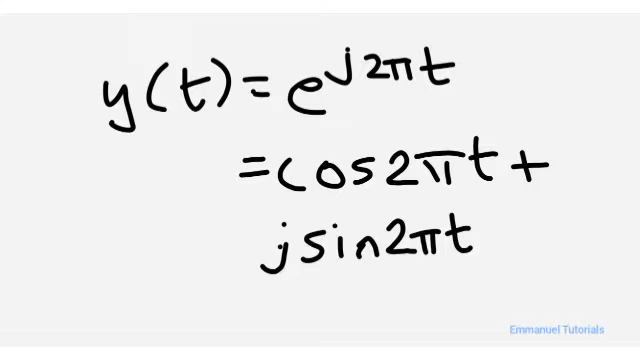 y(t) = e^{j2πt}
= cos2πt +
jsin2πt
Emmanuel Tutorials